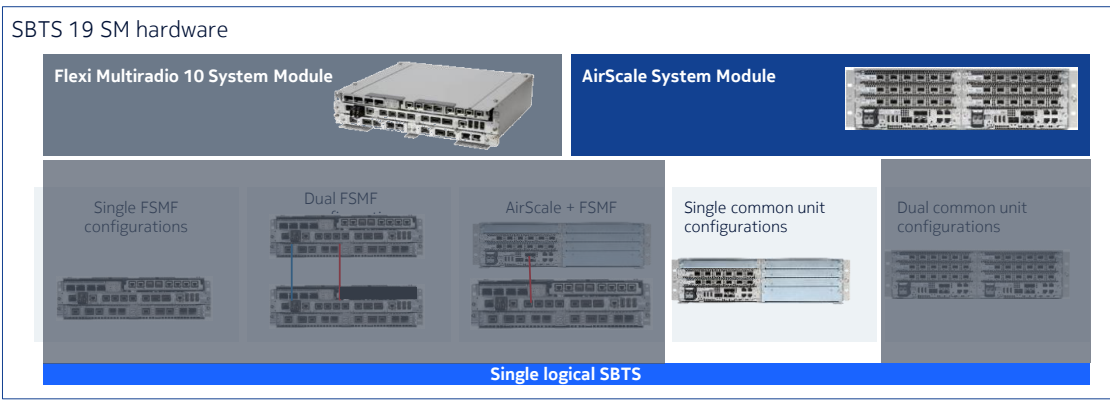 SBTS 19 SM hardware
Flexi Multiradio 10 System Module
AirScale System Module
Single FSMF
configurations
Dual FSMF
AirScale + FSMF
Single common unit
configurations
Dual common unit
configurations
Single logical SBTS